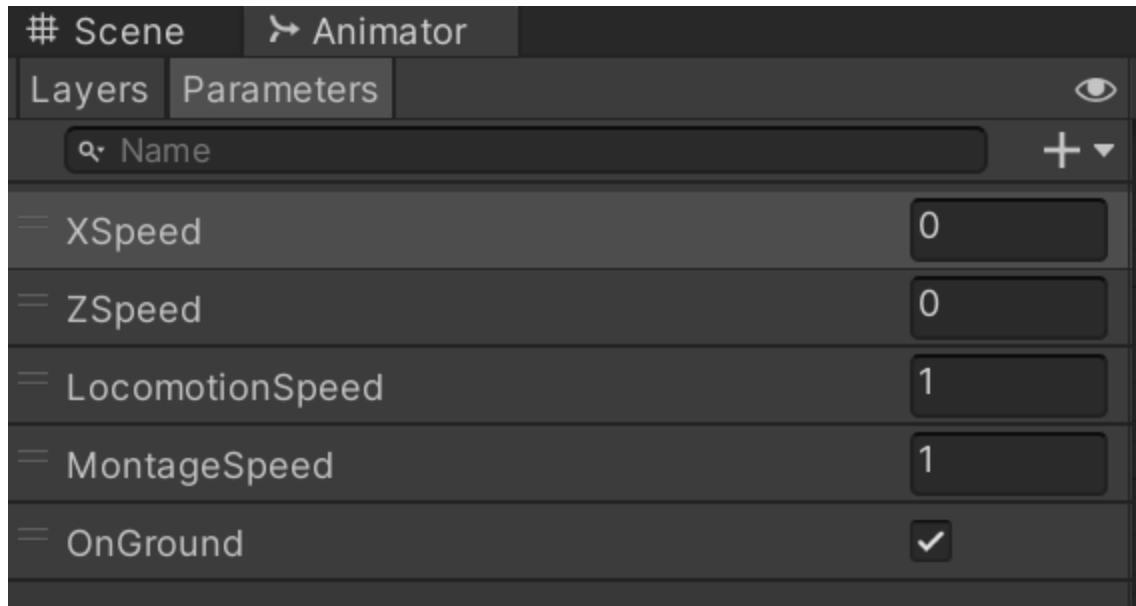 Scene Animator
Layers Parameters
Name
XSpeed 0
ZSpeed 0
LocomotionSpeed 1
MontageSpeed 1
OnGround